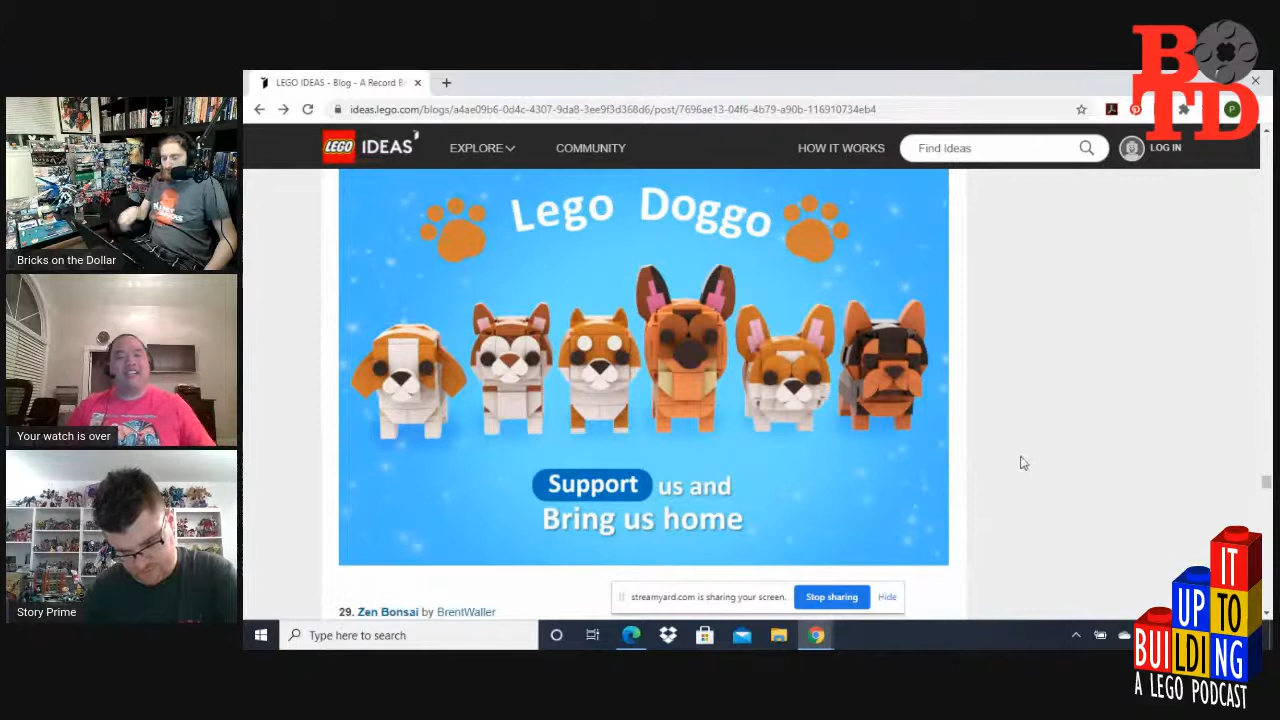 BOTD
LEGO IDEAS - Blog - A Record B
ideas.lego.com/blogs/a4ae09b6-0d4c-4307-9da8-3ee9f3d368d6/post/7696ae13-04f6-4b79-a90b-116910734eb4
P
LEGO IDEAS
EXPLORE
COMMUNITY
HOW IT WORKS
Find Ideas
LOG IN
Lego Doggo
Support us and
Bring us home
Bricks on the Dollar
Your watch is over
Story Prime
streamyard.com is sharing your screen.
Stop sharing
Hide
29. Zen Bonsai by BrentWaller
Type here to search
IT
UP TO
BUILDING
A LEGO PODCAST